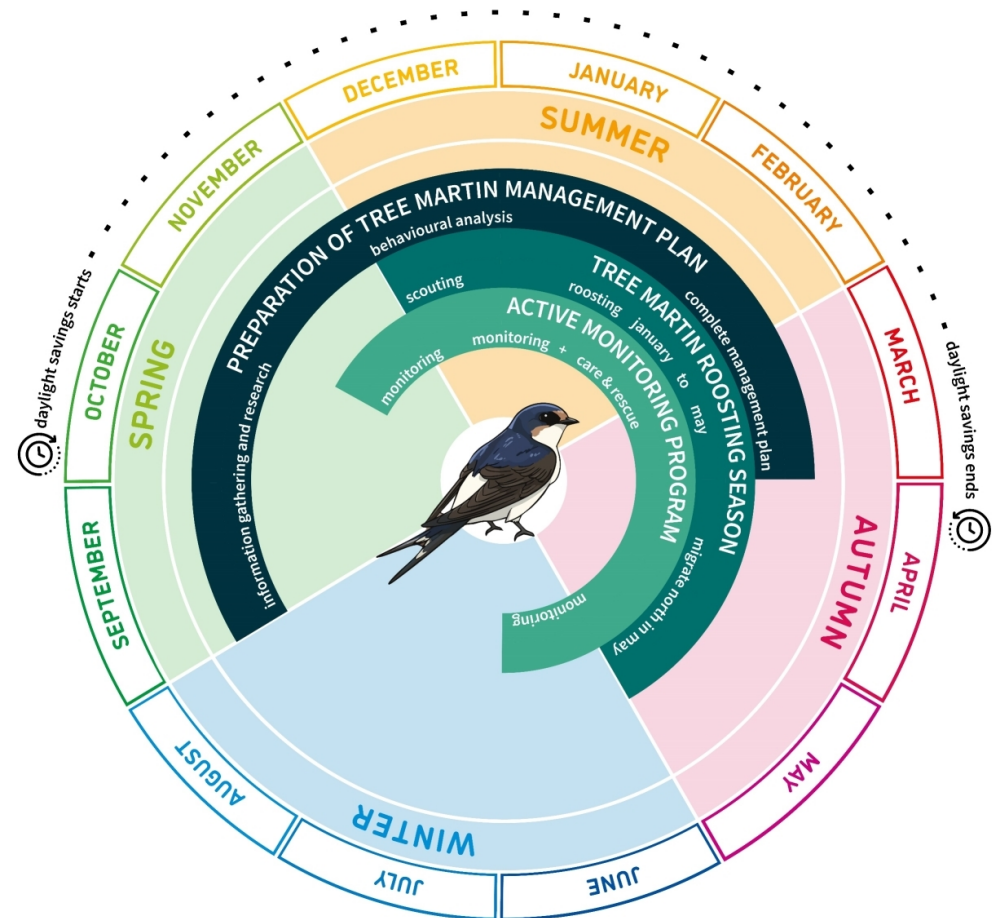 DECEMBER
JANUARY
FEBRUARY
MARCH
APRIL
MAY
JUNE
JULY
AUGUST
SEPTEMBER
OCTOBER
NOVEMBER
daylight savings starts
daylight savings ends
SUMMER
AUTUMN
WINTER
SPRING
PREPARATION OF TREE MARTIN MANAGEMENT PLAN
information gathering and research
behavioural analysis
complete management plan
TREE MARTIN ROOSTING SEASON
scouting
roosting january to may
migrate north in may
ACTIVE MONITORING PROGRAM
monitoring
monitoring + care & rescue
monitoring